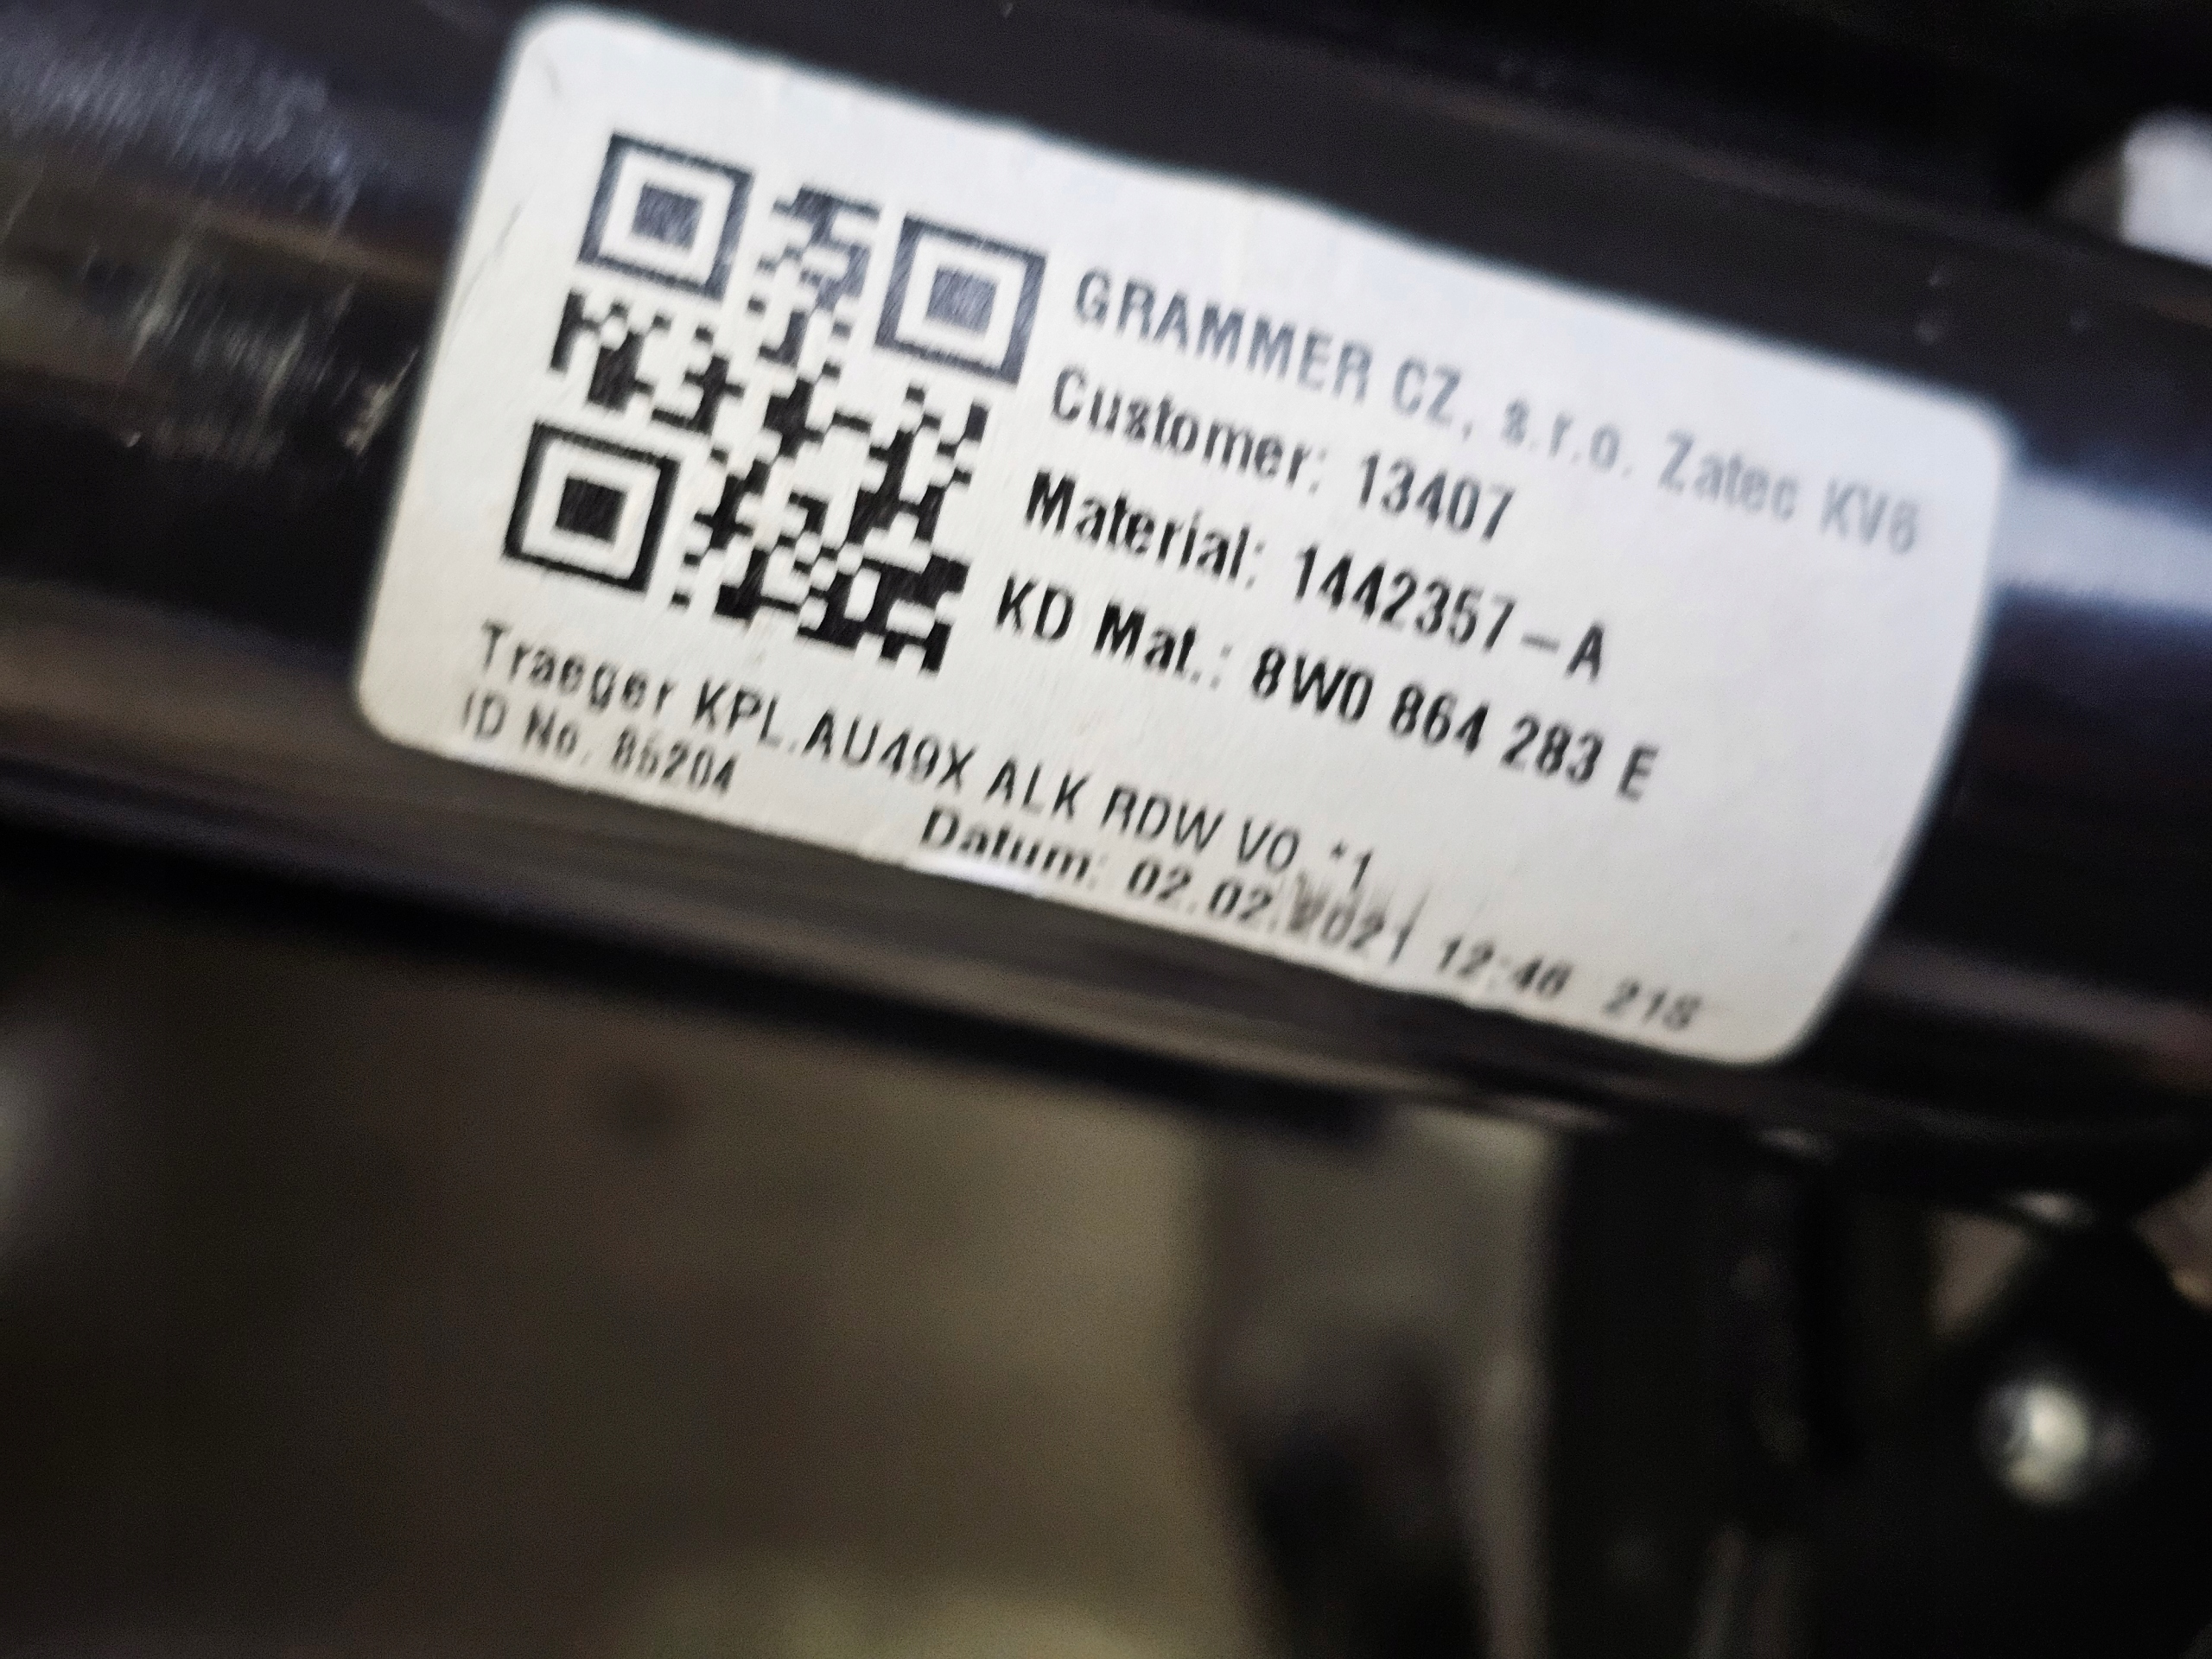 GRAMMER CZ, s.r.o. Zatec KV6
Customer: 13407
Material: 1442357-A
KD Mat.: 8W0 864 283 E
Traeger KPL.AU49X ALK RDW V0 *1
ID No. 85204
Datum: 02.02.2021 12:46 218